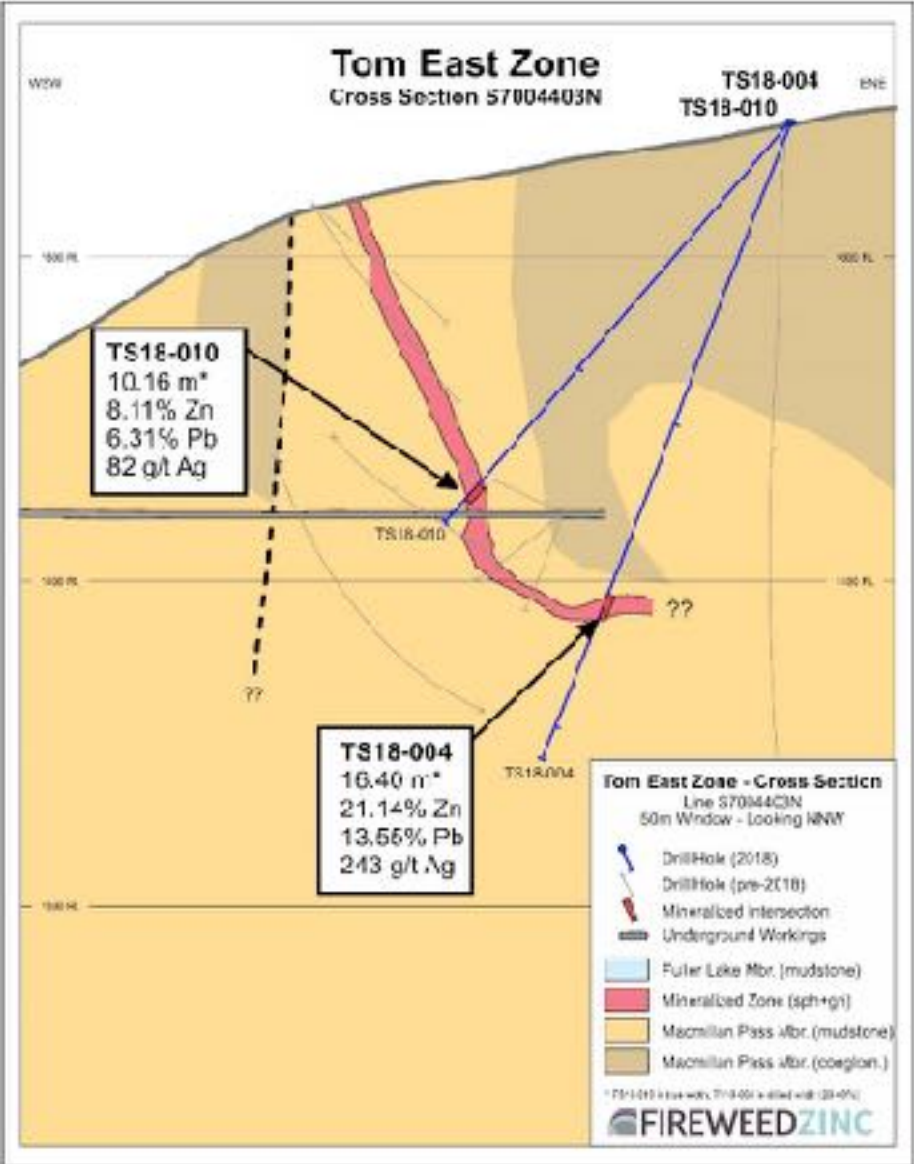 Tom East Zone
Cross Section S7004403N
WSW
TS18-004
TS18-010
ENE
TS18-010
10.16 m*
8.11% Zn
6.31% Pb
82 g/t Ag
TS18-010
??
??
TS18-004
16.40 m*
21.14% Zn
13.55% Pb
243 g/t Ag
TS18-004
Tom East Zone - Cross Section
Line S7004403N
50m Window - Looking NNW
DrillHole (2018)
DrillHole (pre-2018)
Mineralized Intersection
Underground Workings
Fuller Lake Mbr. (mudstone)
Mineralized Zone (sph+gn)
Macmillan Pass Mbr. (mudstone)
Macmillan Pass Mbr. (conglom.)
FIREWEEDZINC